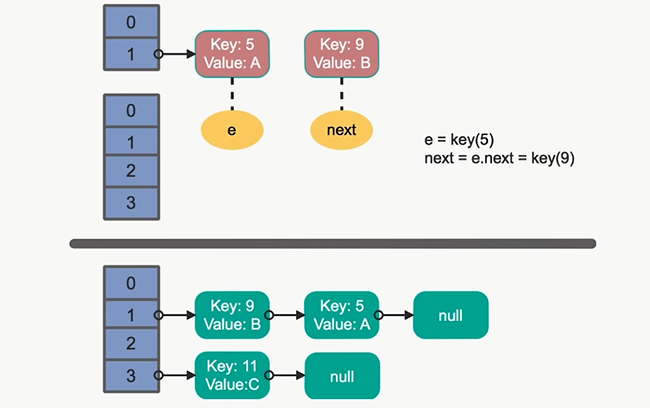 0
1
Key: 5
Value: A
Key: 9
Value: B
e
next
0
1
2
3
e = key(5)
next = e.next = key(9)
0
1
2
3
Key: 9
Value: B
Key: 5
Value: A
null
Key: 11
Value:C
null